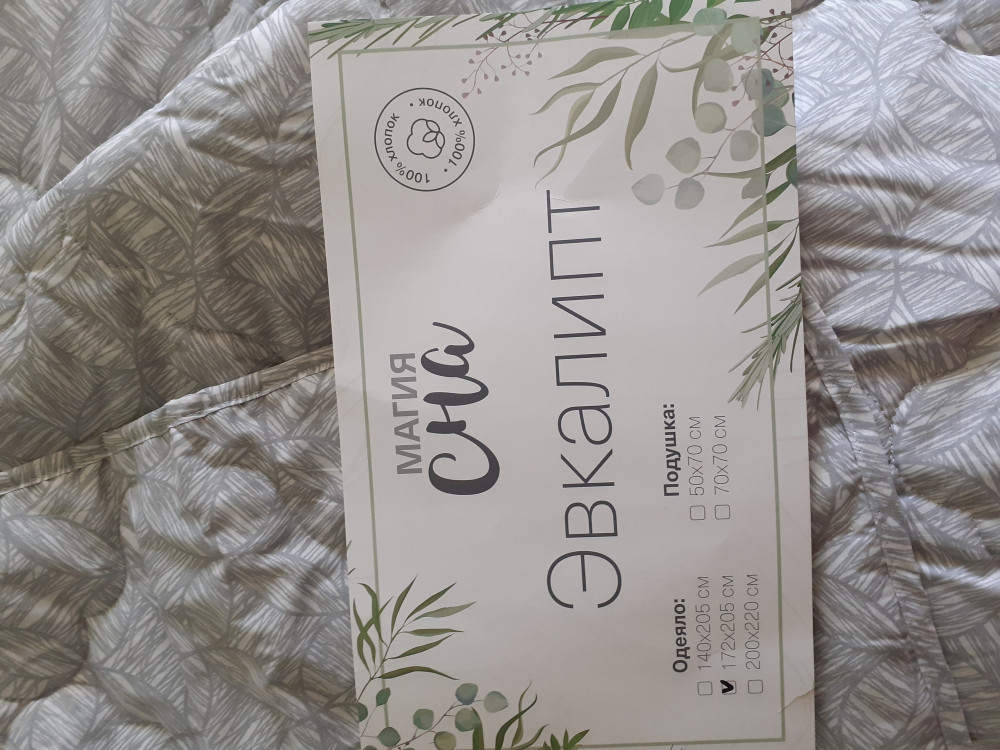 100% ХЛОПОК • 100% ХЛОПОК •
МАГИЯ
Сна
ЭВКАЛИПТ
Одеяло:
140x205 см
172x205 см
200x220 см
Подушка:
50x70 см
70x70 см